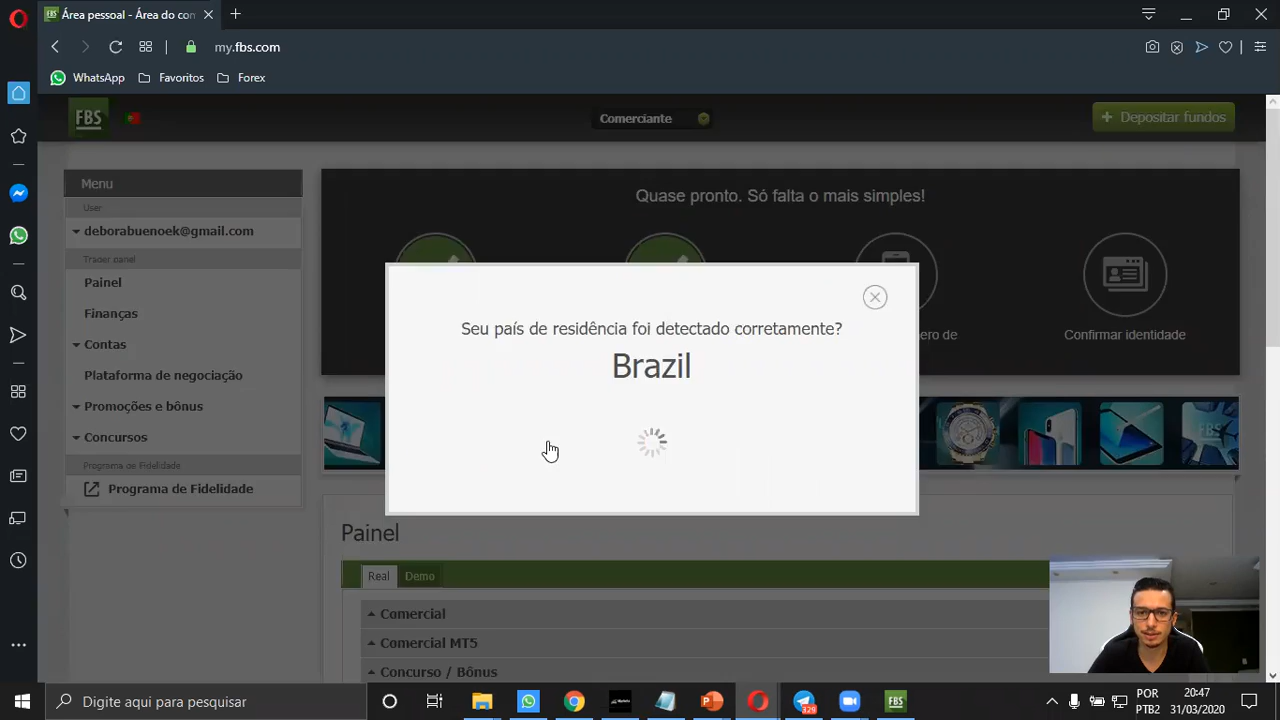 Área pessoal - Área do con
my.fbs.com
WhatsApp
Favoritos
Forex
FBS
Comerciante
+ Depositar fundos
Menu
User
deborabuenoek@gmail.com
Trader panel
Painel
Finanças
Contas
Plataforma de negociação
Promoções e bônus
Concursos
Programa de Fidelidade
Programa de Fidelidade
Quase pronto. Só falta o mais simples!
ero de
Confirmar identidade
Seu país de residência foi detectado corretamente?
Brazil
FBS
Painel
Real
Demo
Comercial
Comercial MT5
Concurso / Bônus
Digite aqui para pesquisar
329
FBS
POR
PTB2
20:47
31/03/2020